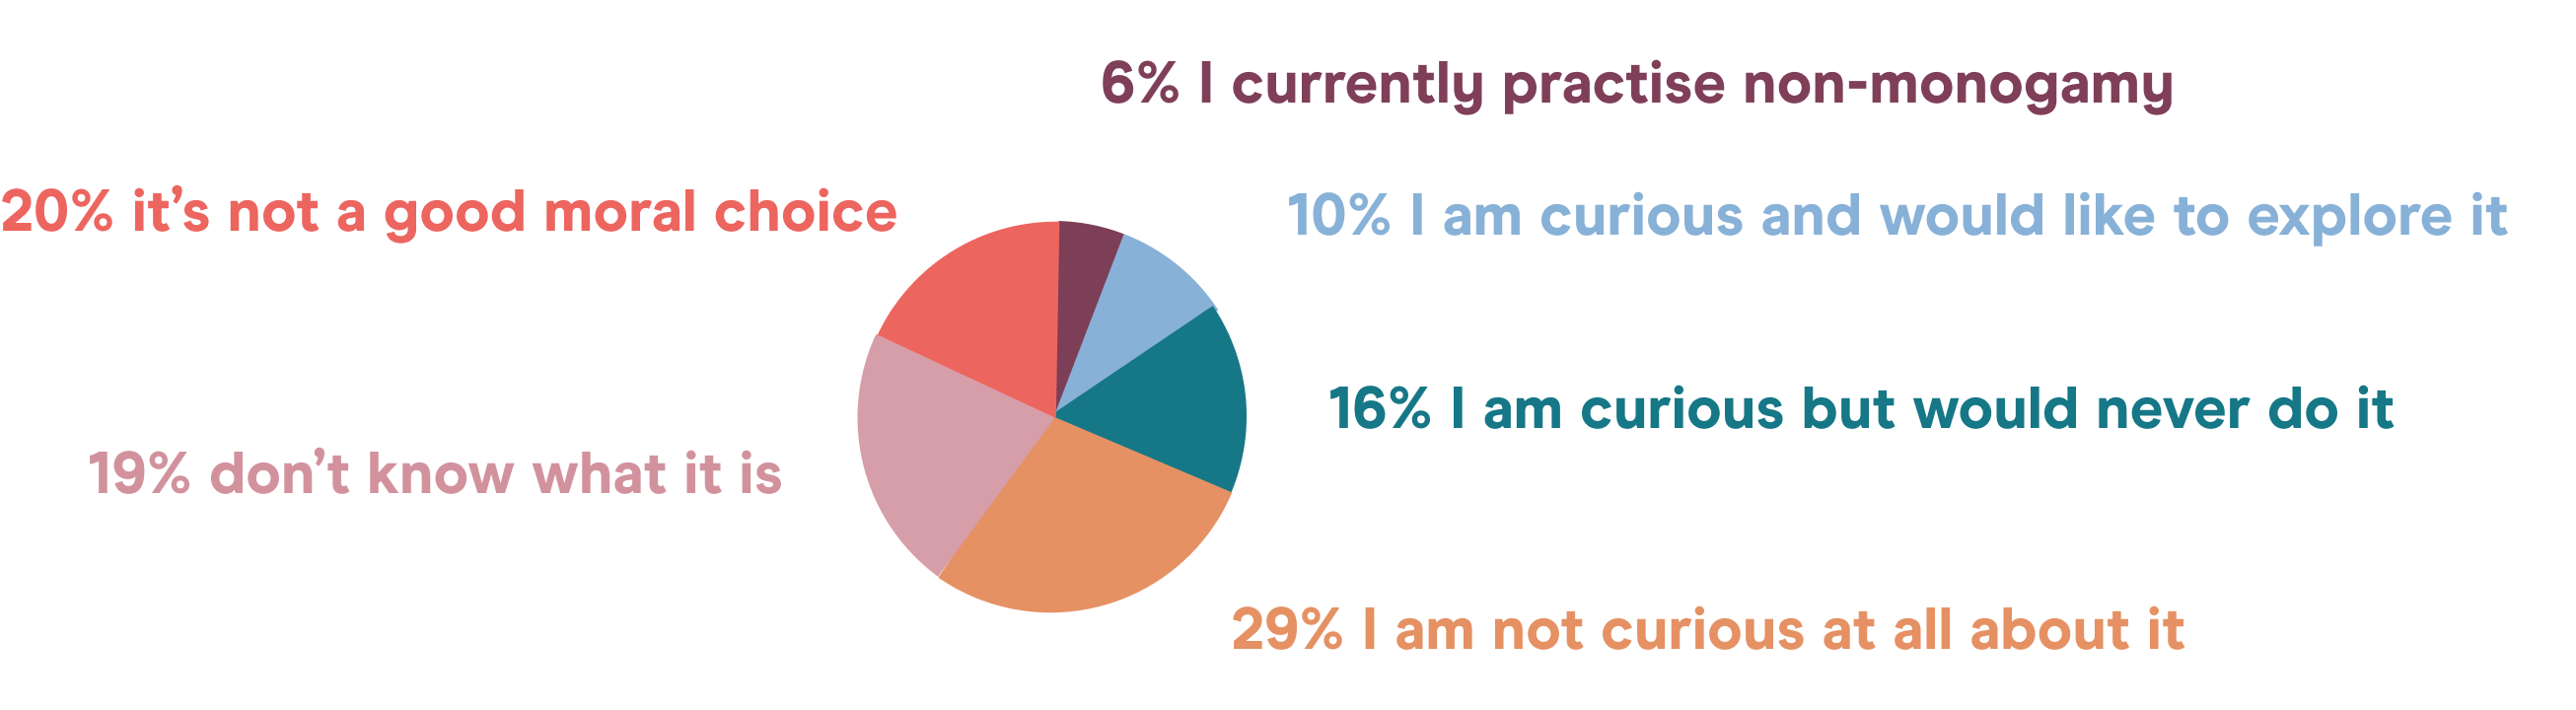 6% I currently practise non-monogamy
20% it’s not a good moral choice
10% I am curious and would like to explore it
16% I am curious but would never do it
19% don’t know what it is
29% I am not curious at all about it